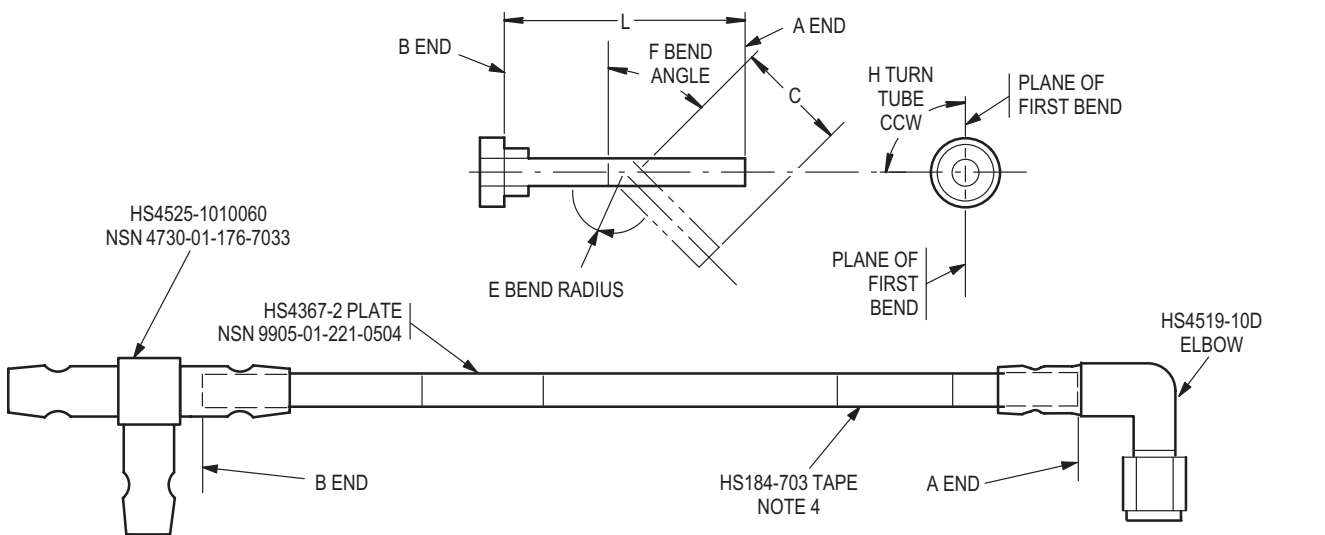 L
A END
B END
F BEND
ANGLE
C
H TURN
TUBE
CCW
PLANE OF
FIRST BEND
E BEND RADIUS
PLANE OF
FIRST
BEND
HS4525-1010060
NSN 4730-01-176-7033
HS4367-2 PLATE
NSN 9905-01-221-0504
HS4519-10D
ELBOW
B END
HS184-703 TAPE
NOTE 4
A END